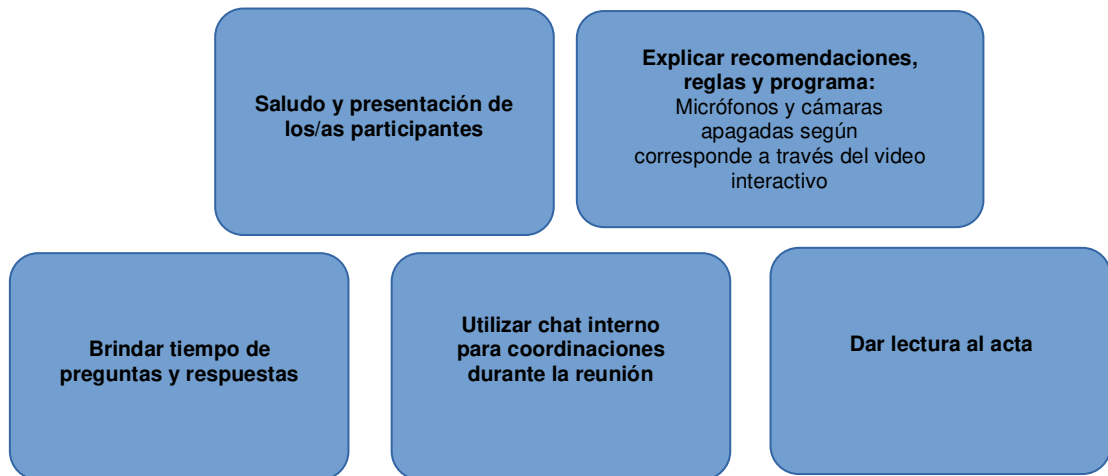 Saludo y presentación de
los/as participantes
Explicar recomendaciones,
reglas y programa:
Micrófonos y cámaras
apagadas según
corresponde a través del video
interactivo
Brindar tiempo de
preguntas y respuestas
Utilizar chat interno
para coordinaciones
durante la reunión
Dar lectura al acta